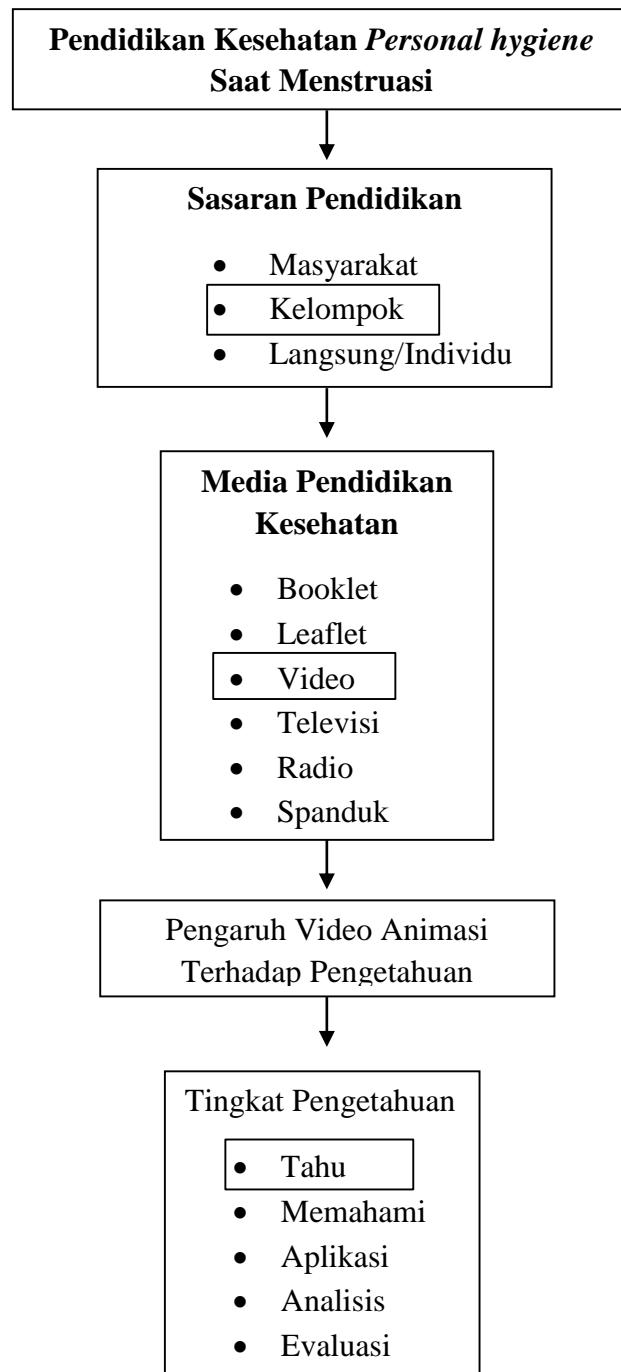 Pendidikan Kesehatan Personal hygiene
Saat Menstruasi
Sasaran Pendidikan
• Masyarakat
• Kelompok
• Langsung/Individu
Media Pendidikan
Kesehatan
• Booklet
• Leaflet
• Video
• Televisi
• Radio
• Spanduk
Pengaruh Video Animasi
Terhadap Pengetahuan
Tingkat Pengetahuan
• Tahu
• Memahami
• Aplikasi
• Analisis
• Evaluasi